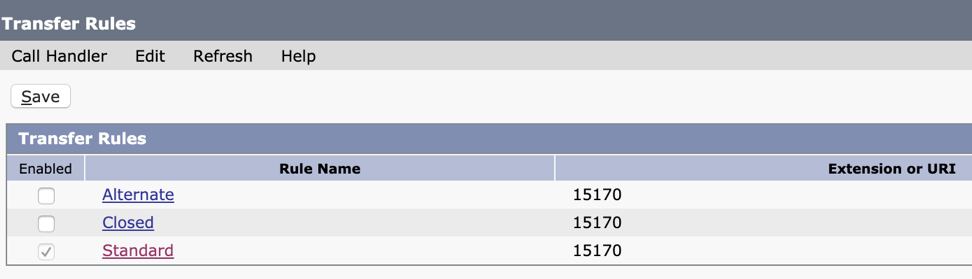 Transfer Rules
Call Handler Edit Refresh Help
Save
Transfer Rules
Enabled Rule Name Extension or URI
Alternate 15170
Closed 15170
Standard 15170